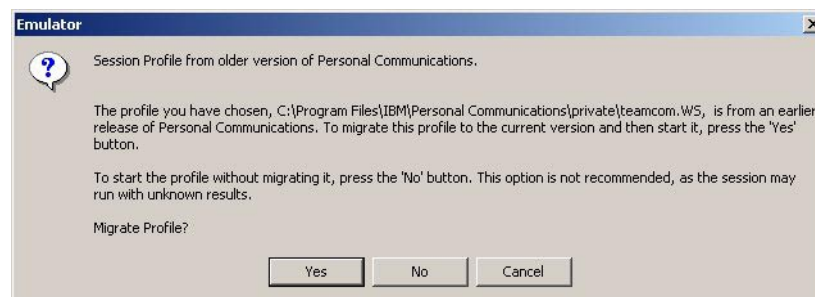 Emulator
Session Profile from older version of Personal Communications.
The profile you have chosen, C:\Program Files\IBM\Personal Communications\private\teamcom.WS, is from an earlier
release of Personal Communications. To migrate this profile to the current version and then start it, press the 'Yes'
button.
To start the profile without migrating it, press the 'No' button. This option is not recommended, as the session may
run with unknown results.
Migrate Profile?
Yes
No
Cancel